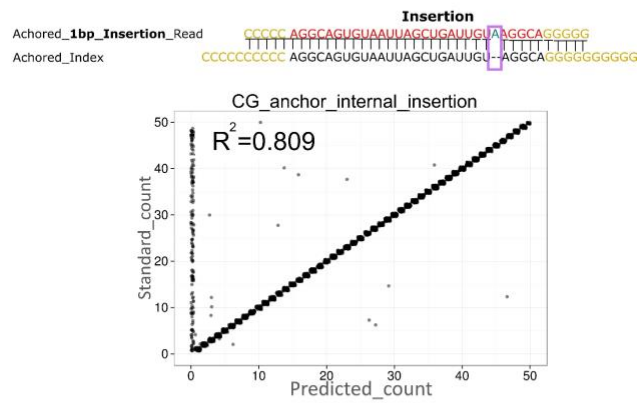 Insertion
Achored_1bp_Insertion_Read CCCCC AGGCAGUGUAAUUAGCUGAUUGUAAGGCAGGGGG
Achored_Index CCCCCCCCCC AGGCAGUGUAAUUAGCUGAUUGU--AGGCAGGGGGGGGGG
CG_anchor_internal_insertion
R²=0.809
50
40
30
20
10
0
Standard_count
0 10 20 30 40 50
Predicted_count